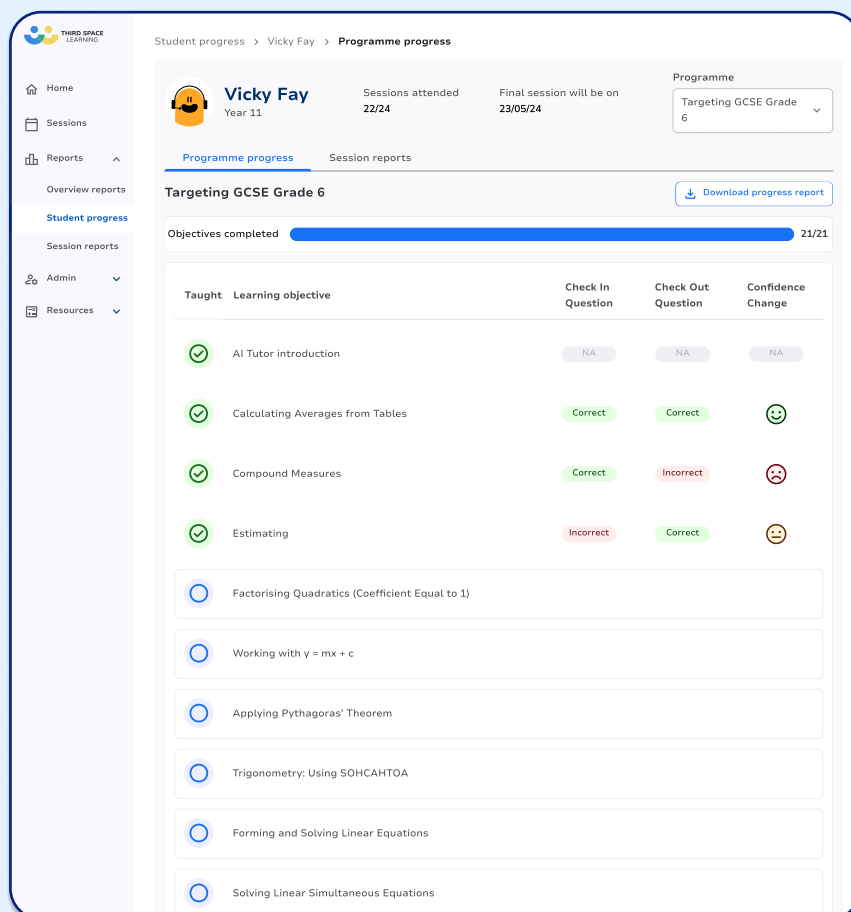 THIRD SPACE
LEARNING
Home
Sessions
Reports
Overview reports
Student progress
Session reports
Admin
Resources
Student progress > Vicky Fay > Programme progress
Vicky Fay
Year 11
Sessions attended
22/24
Final session will be on
23/05/24
Programme
Targeting GCSE Grade
6
Programme progress
Session reports
Targeting GCSE Grade 6
Download progress report
Objectives completed
21/21
Taught
Learning objective
Check In
Question
Check Out
Question
Confidence
Change
AI Tutor introduction
NA
NA
NA
Calculating Averages from Tables
Correct
Correct
Compound Measures
Correct
Incorrect
Estimating
Incorrect
Correct
Factorising Quadratics (Coefficient Equal to 1)
Working with y = mx + c
Applying Pythagoras' Theorem
Trigonometry: Using SOHCAHTOA
Forming and Solving Linear Equations
Solving Linear Simultaneous Equations